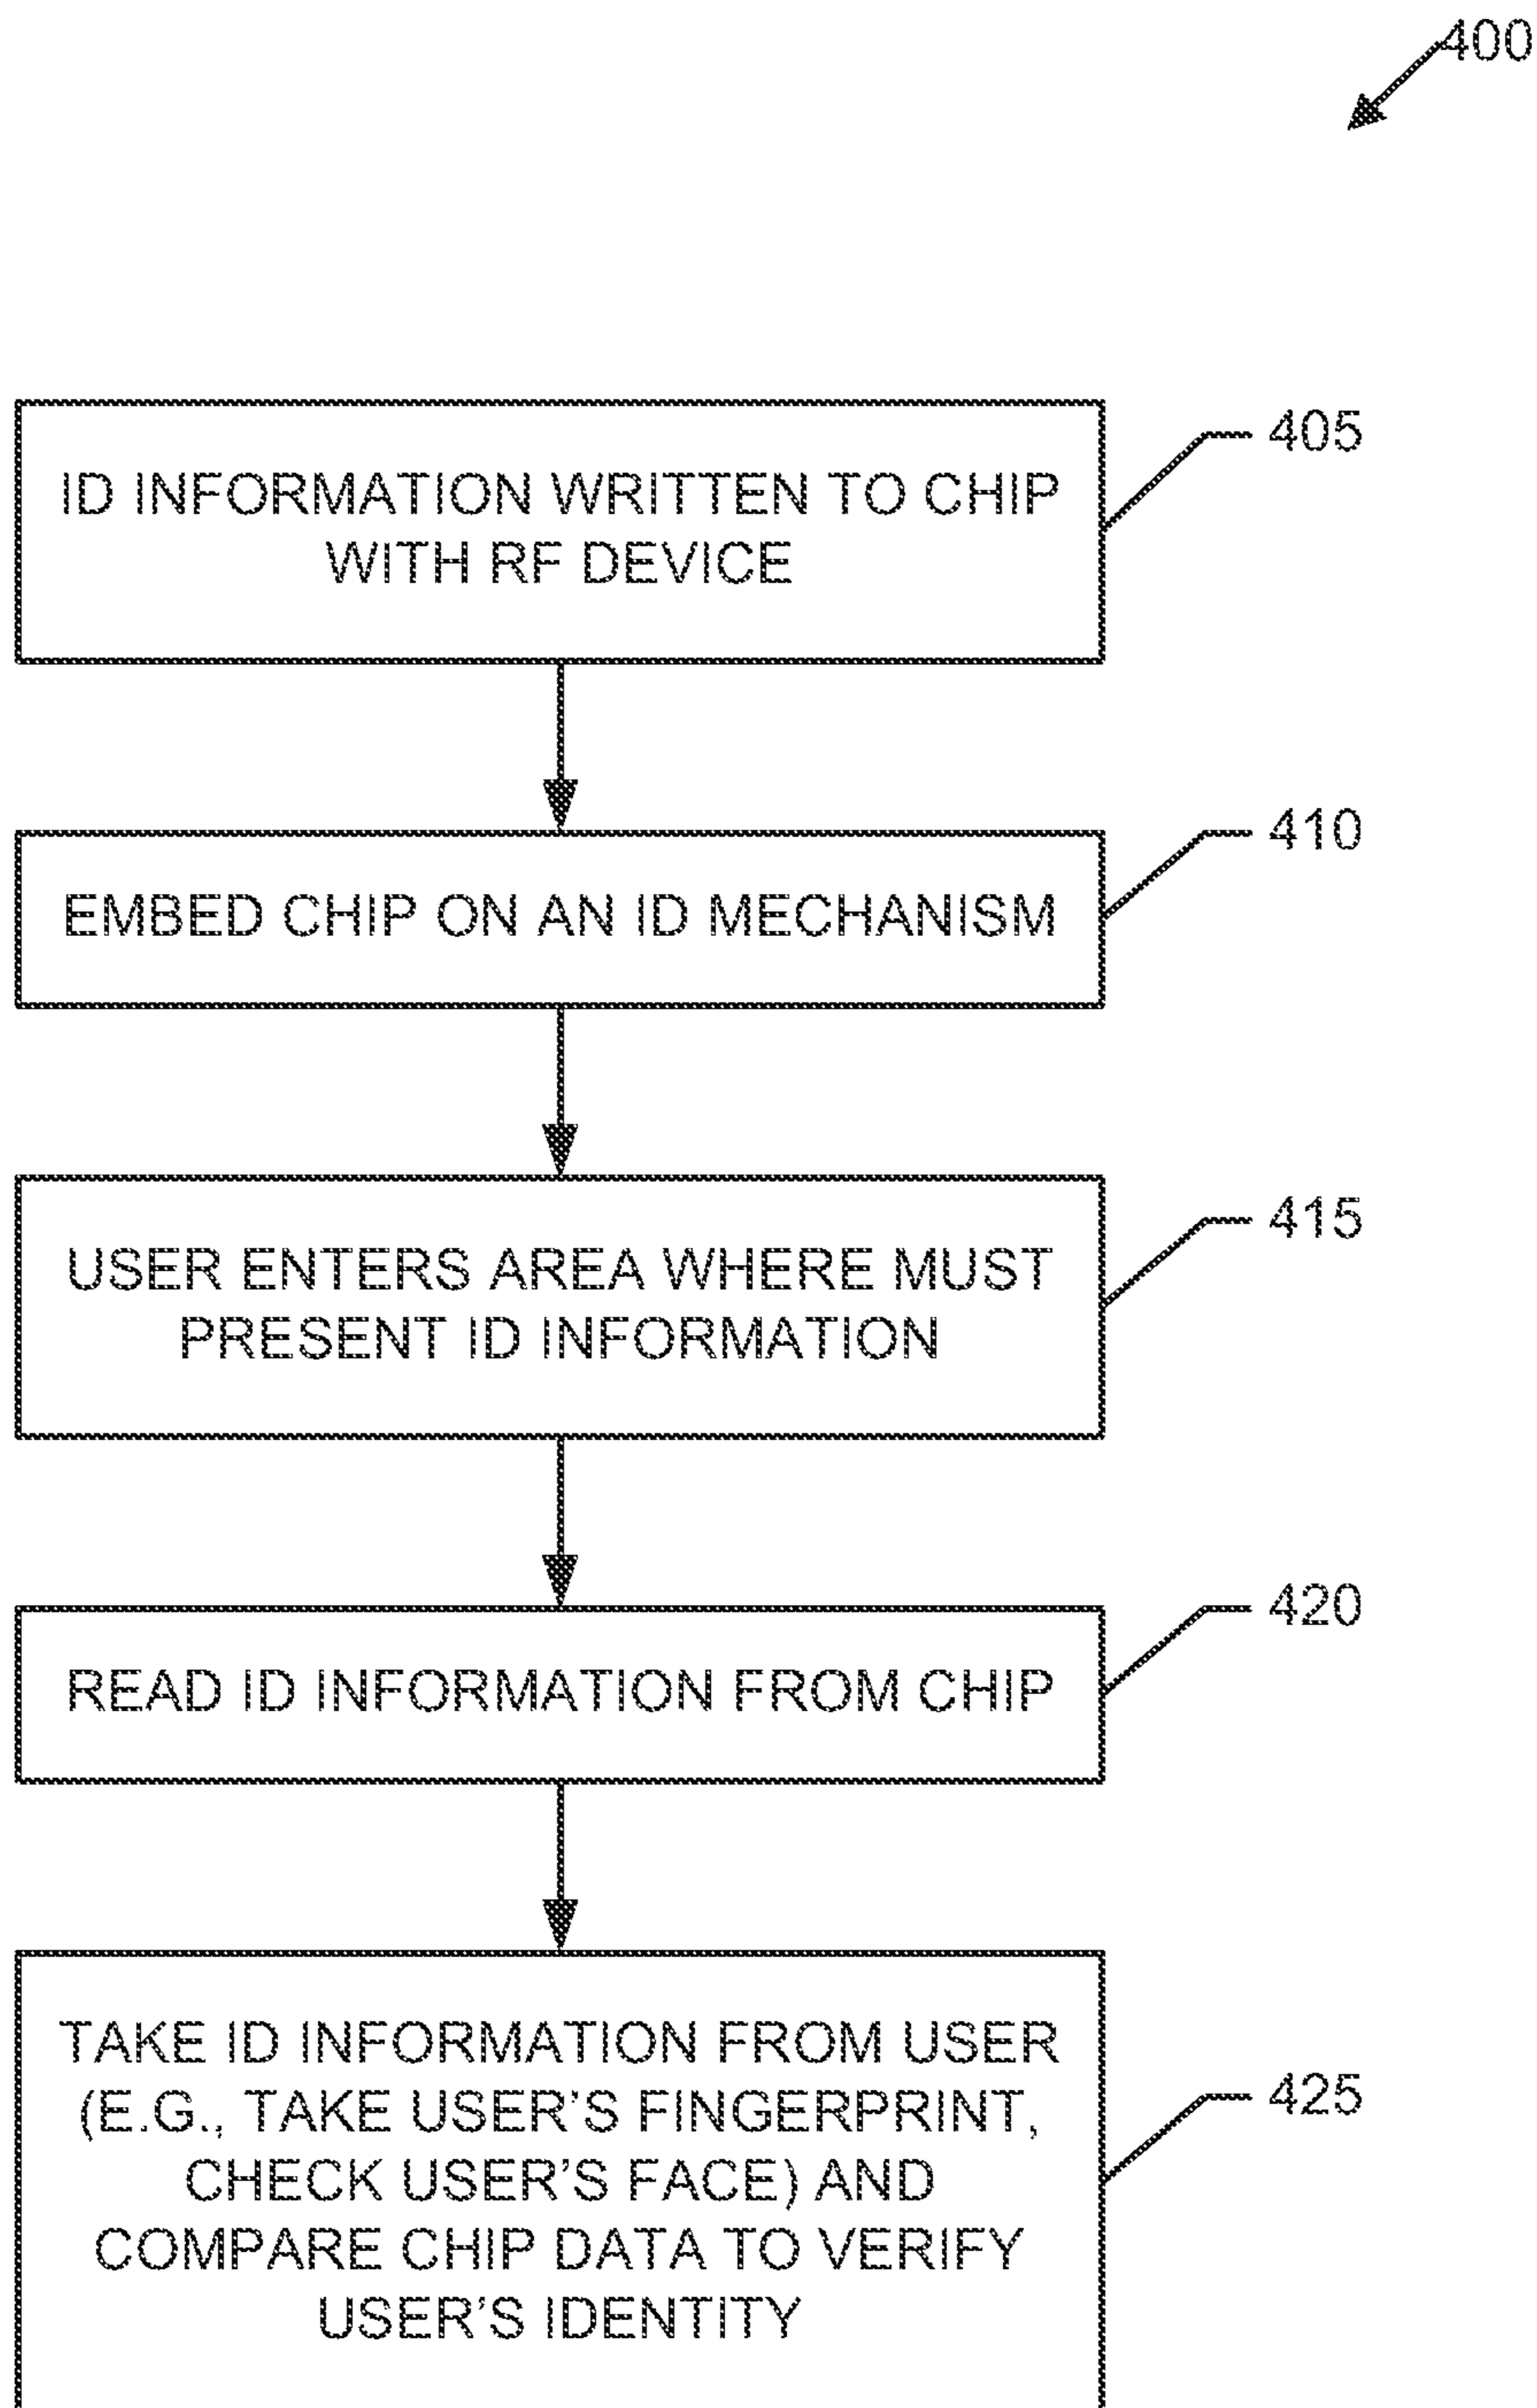 400
ID INFORMATION WRITTEN TO CHIP
WITH RF DEVICE
405
EMBED CHIP ON AN ID MECHANISM
410
USER ENTERS AREA WHERE MUST
PRESENT ID INFORMATION
415
READ ID INFORMATION FROM CHIP
420
TAKE ID INFORMATION FROM USER
(E.G., TAKE USER'S FINGERPRINT,
CHECK USER'S FACE) AND
COMPARE CHIP DATA TO VERIFY
USER'S IDENTITY
425